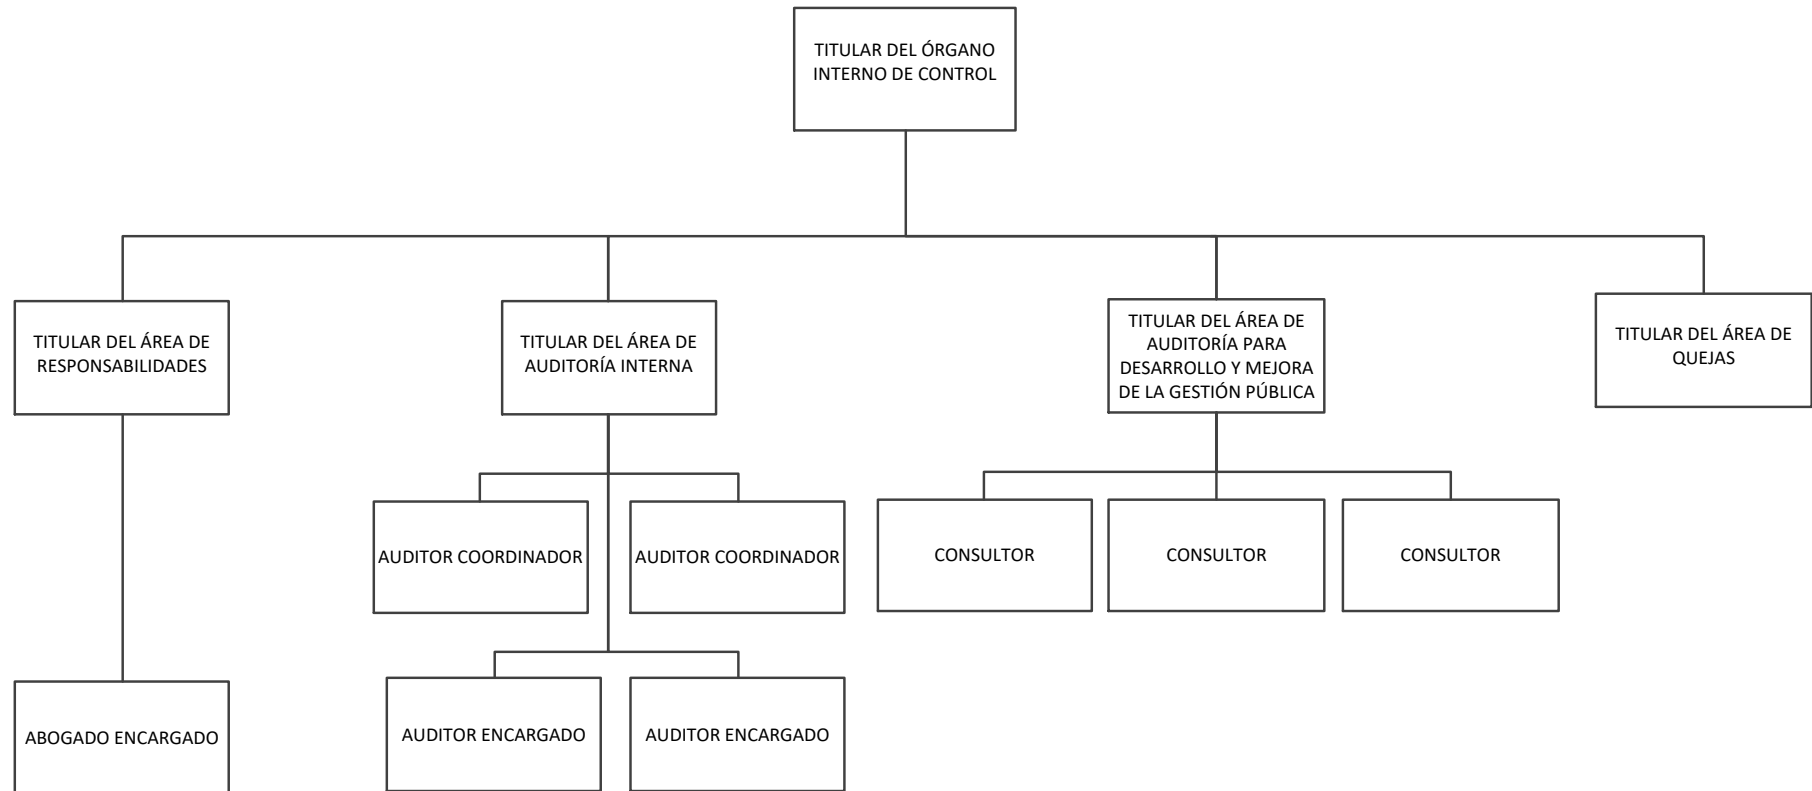 TITULAR DEL ÓRGANO
INTERNO DE CONTROL
TITULAR DEL ÁREA DE
RESPONSABILIDADES
TITULAR DEL ÁREA DE
AUDITORÍA INTERNA
TITULAR DEL ÁREA DE
AUDITORÍA PARA
DESARROLLO Y MEJORA
DE LA GESTIÓN PÚBLICA
TITULAR DEL ÁREA DE
QUEJAS
AUDITOR COORDINADOR
AUDITOR COORDINADOR
CONSULTOR
CONSULTOR
CONSULTOR
ABOGADO ENCARGADO
AUDITOR ENCARGADO
AUDITOR ENCARGADO